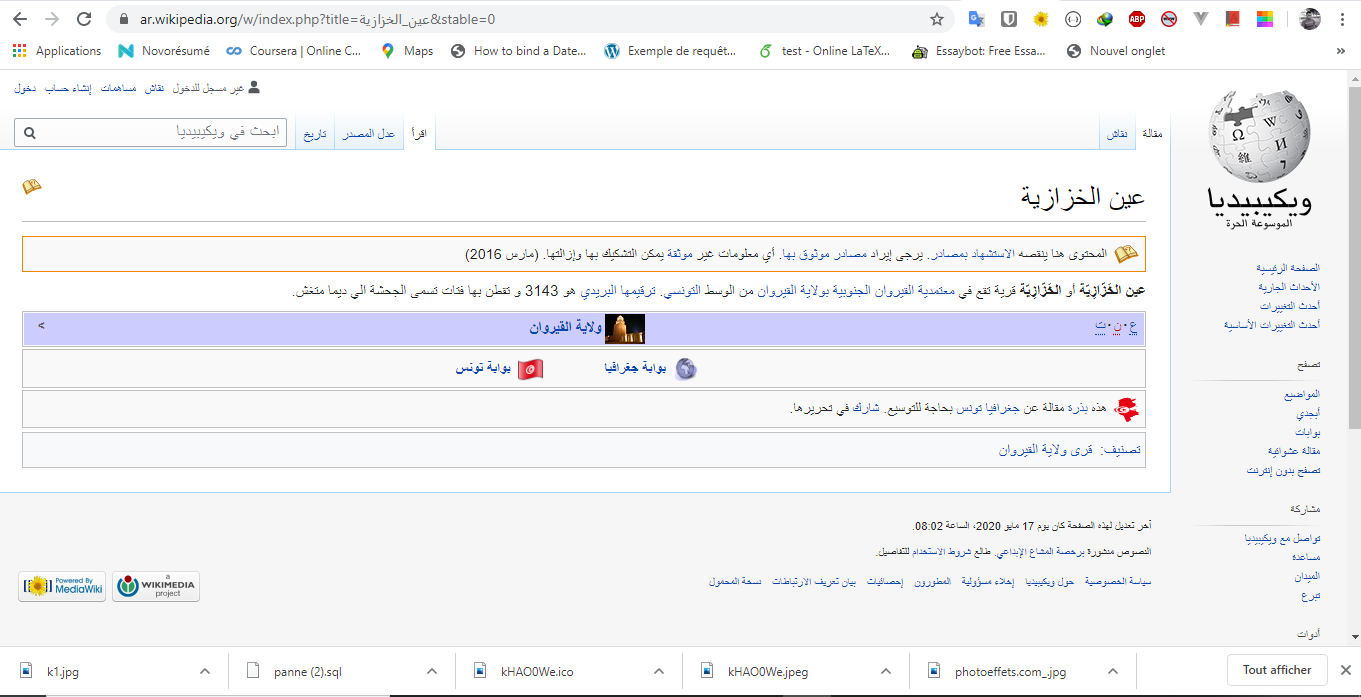 ar.wikipedia.org/w/index.php?title=عين_الخزازية&stable=0
Applications
Novorésumé
Coursera | Online C...
Maps
How to bind a Date...
Exemple de requêt...
test - Online LaTeX...
Essaybot: Free Essa...
Nouvel onglet
»
ABP
غير مسجل للدخول نقاش مساهمات إنشاء حساب دخول
مقالة نقاش
اقرأ عدل المصدر تاريخ
ابحث في ويكيبيديا
ويكيبيديا
الموسوعة الحرة
عين الخزازية
المحتوى هنا ينقصه الاستشهاد بمصادر. يرجى إيراد مصادر موثوق بها. أي معلومات غير موثقة يمكن التشكيك بها وإزالتها. (مارس 2016)
عين الخَزّازِيّة أو الخَزّازِيّة قرية تقع في معتمدية القيروان الجنوبية بولاية القيروان من الوسط التونسي. ترقيمها البريدي هو 3143 و تقطن بها فتات تسمى الجحشة الي ديما متغش.
ع · ن · ت
ولاية القيروان
بوابة جغرافيا
بوابة تونس
هذه بذرة مقالة عن جغرافيا تونس بحاجة للتوسيع. شارك في تحريرها.
تصنيف: قرى ولاية القيروان
الصفحة الرئيسية
الأحداث الجارية
أحدث التغييرات
أحدث التغييرات الأساسية
تصفح
المواضيع
أبجدي
بوابات
مقالة عشوائية
تصفح بدون إنترنت
مشاركة
تواصل مع ويكيبيديا
مساعدة
الميدان
تبرع
أدوات
آخر تعديل لهذه الصفحة كان يوم 17 مايو 2020، الساعة 08:02.
النصوص منشورة برخصة المشاع الإبداعي. طالع شروط الاستخدام للتفاصيل.
سياسة الخصوصية حول ويكيبيديا إخلاء مسؤولية المطورون إحصائيات بيان تعريف الارتباطات نسخة المحمول
Powered By
MediaWiki
a
WIKIMEDIA
project
k1.jpg
panne (2).sql
kHAO0We.ico
kHAO0We.jpeg
photoeffets.com_.jpg
Tout afficher